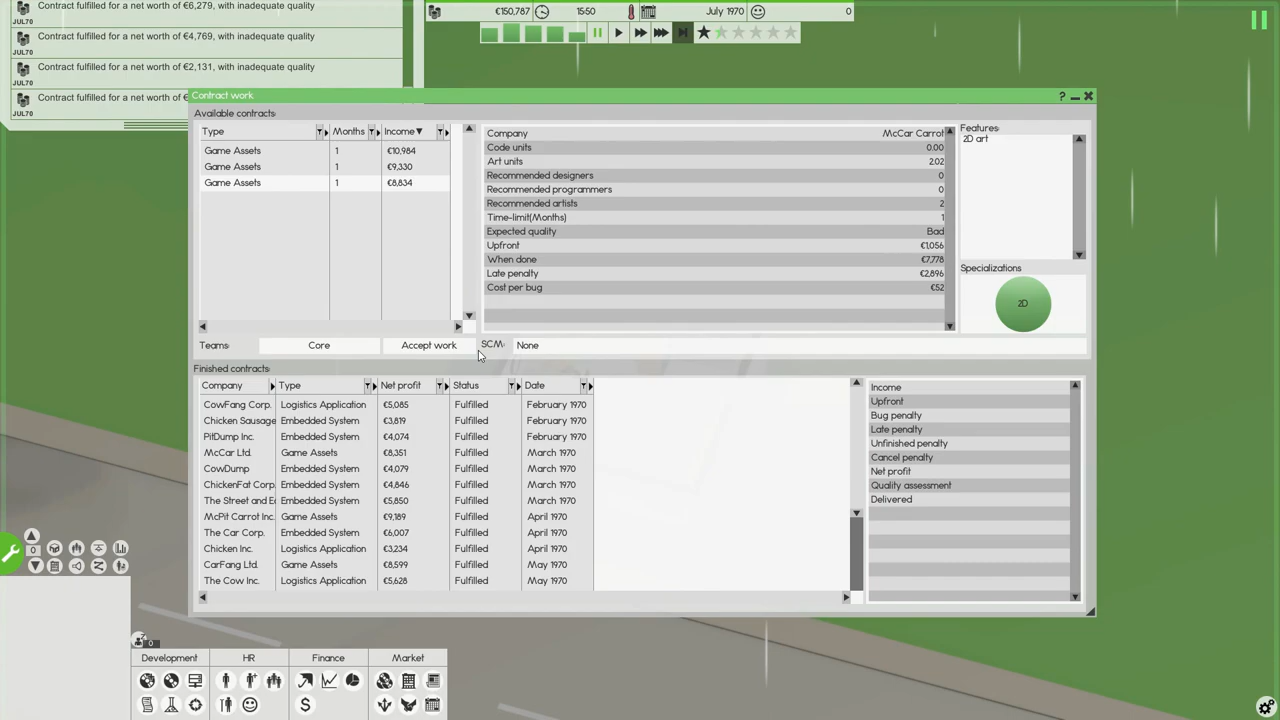 Contract fulfilled for a net worth of €6,279, with inadequate quality
JUL70
Contract fulfilled for a net worth of €4,769, with inadequate quality
JUL70
Contract fulfilled for a net worth of €2,131, with inadequate quality
JUL70
Contract fulfilled for a net worth of €
JUL70
€150,787 15:50 July 1970 0
Contract work ?
Available contracts:
Type Months Income▼
Game Assets 1 €10,984
Game Assets 1 €9,330
Game Assets 1 €8,834
Company McCar Carrot
Code units 0.00
Art units 2.02
Recommended designers 0
Recommended programmers 0
Recommended artists 2
Time-limit(Months) 1
Expected quality Bad
Upfront €1,056
When done €7,778
Late penalty €2,896
Cost per bug €52
Features:
2D art
Specializations
2D
Teams: Core Accept work SCM: None
Finished contracts:
Company Type Net profit Status Date
CowFang Corp. Logistics Application €5,085 Fulfilled February 1970
Chicken Sausage Embedded System €3,819 Fulfilled February 1970
PitDump Inc. Embedded System €4,074 Fulfilled February 1970
McCar Ltd. Game Assets €8,351 Fulfilled March 1970
CowDump Embedded System €4,079 Fulfilled March 1970
ChickenFat Corp. Embedded System €4,846 Fulfilled March 1970
The Street and E Embedded System €5,850 Fulfilled March 1970
McPit Carrot Inc. Game Assets €9,189 Fulfilled April 1970
The Car Corp. Embedded System €6,007 Fulfilled April 1970
Chicken Inc. Logistics Application €3,234 Fulfilled April 1970
CarFang Ltd. Game Assets €8,599 Fulfilled May 1970
The Cow Inc. Logistics Application €5,628 Fulfilled May 1970
Income
Upfront
Bug penalty
Late penalty
Unfinished penalty
Cancel penalty
Net profit
Quality assessment
Delivered
0
0
Development HR Finance Market
$